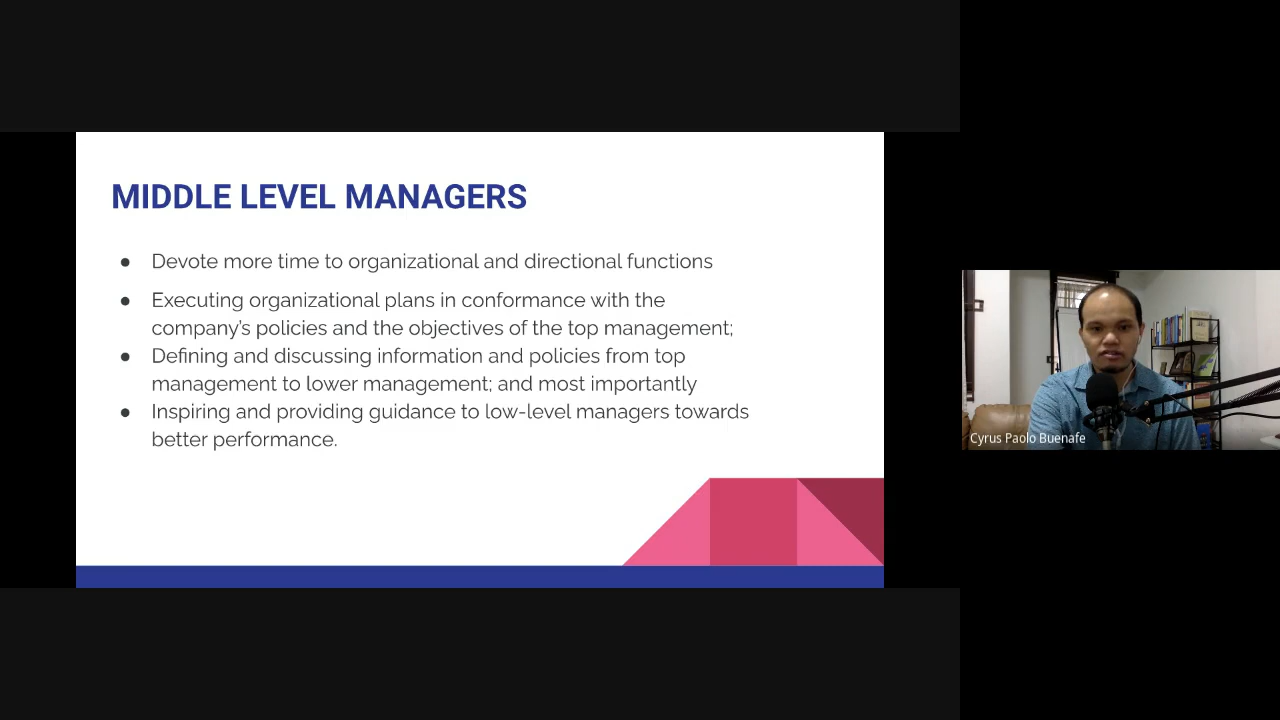 MIDDLE LEVEL MANAGERS
● Devote more time to organizational and directional functions
● Executing organizational plans in conformance with the
company's policies and the objectives of the top management;
● Defining and discussing information and policies from top
management to lower management; and most importantly
● Inspiring and providing guidance to low-level managers towards
better performance.
Cyrus Paolo Buenafe